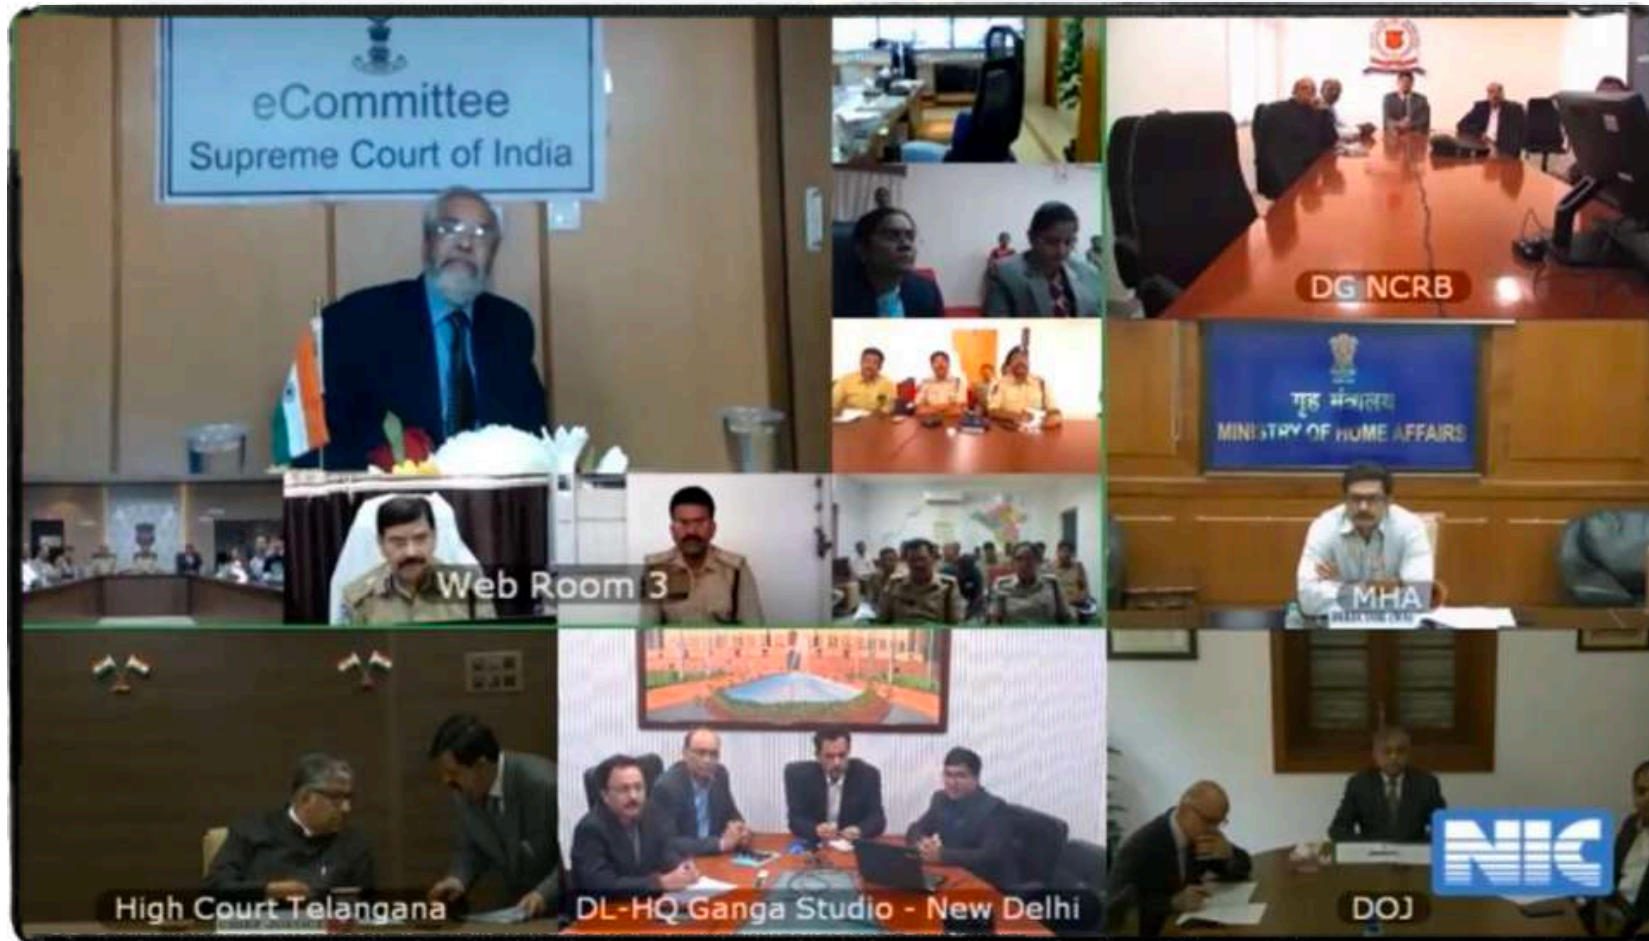 eCommittee
Supreme Court of India
DG NCRB
गृह मंत्रालय
MINISTRY OF HOME AFFAIRS
Web Room 3
MHA
High Court Telangana
DL-HQ Ganga Studio - New Delhi
DOJ
NIC